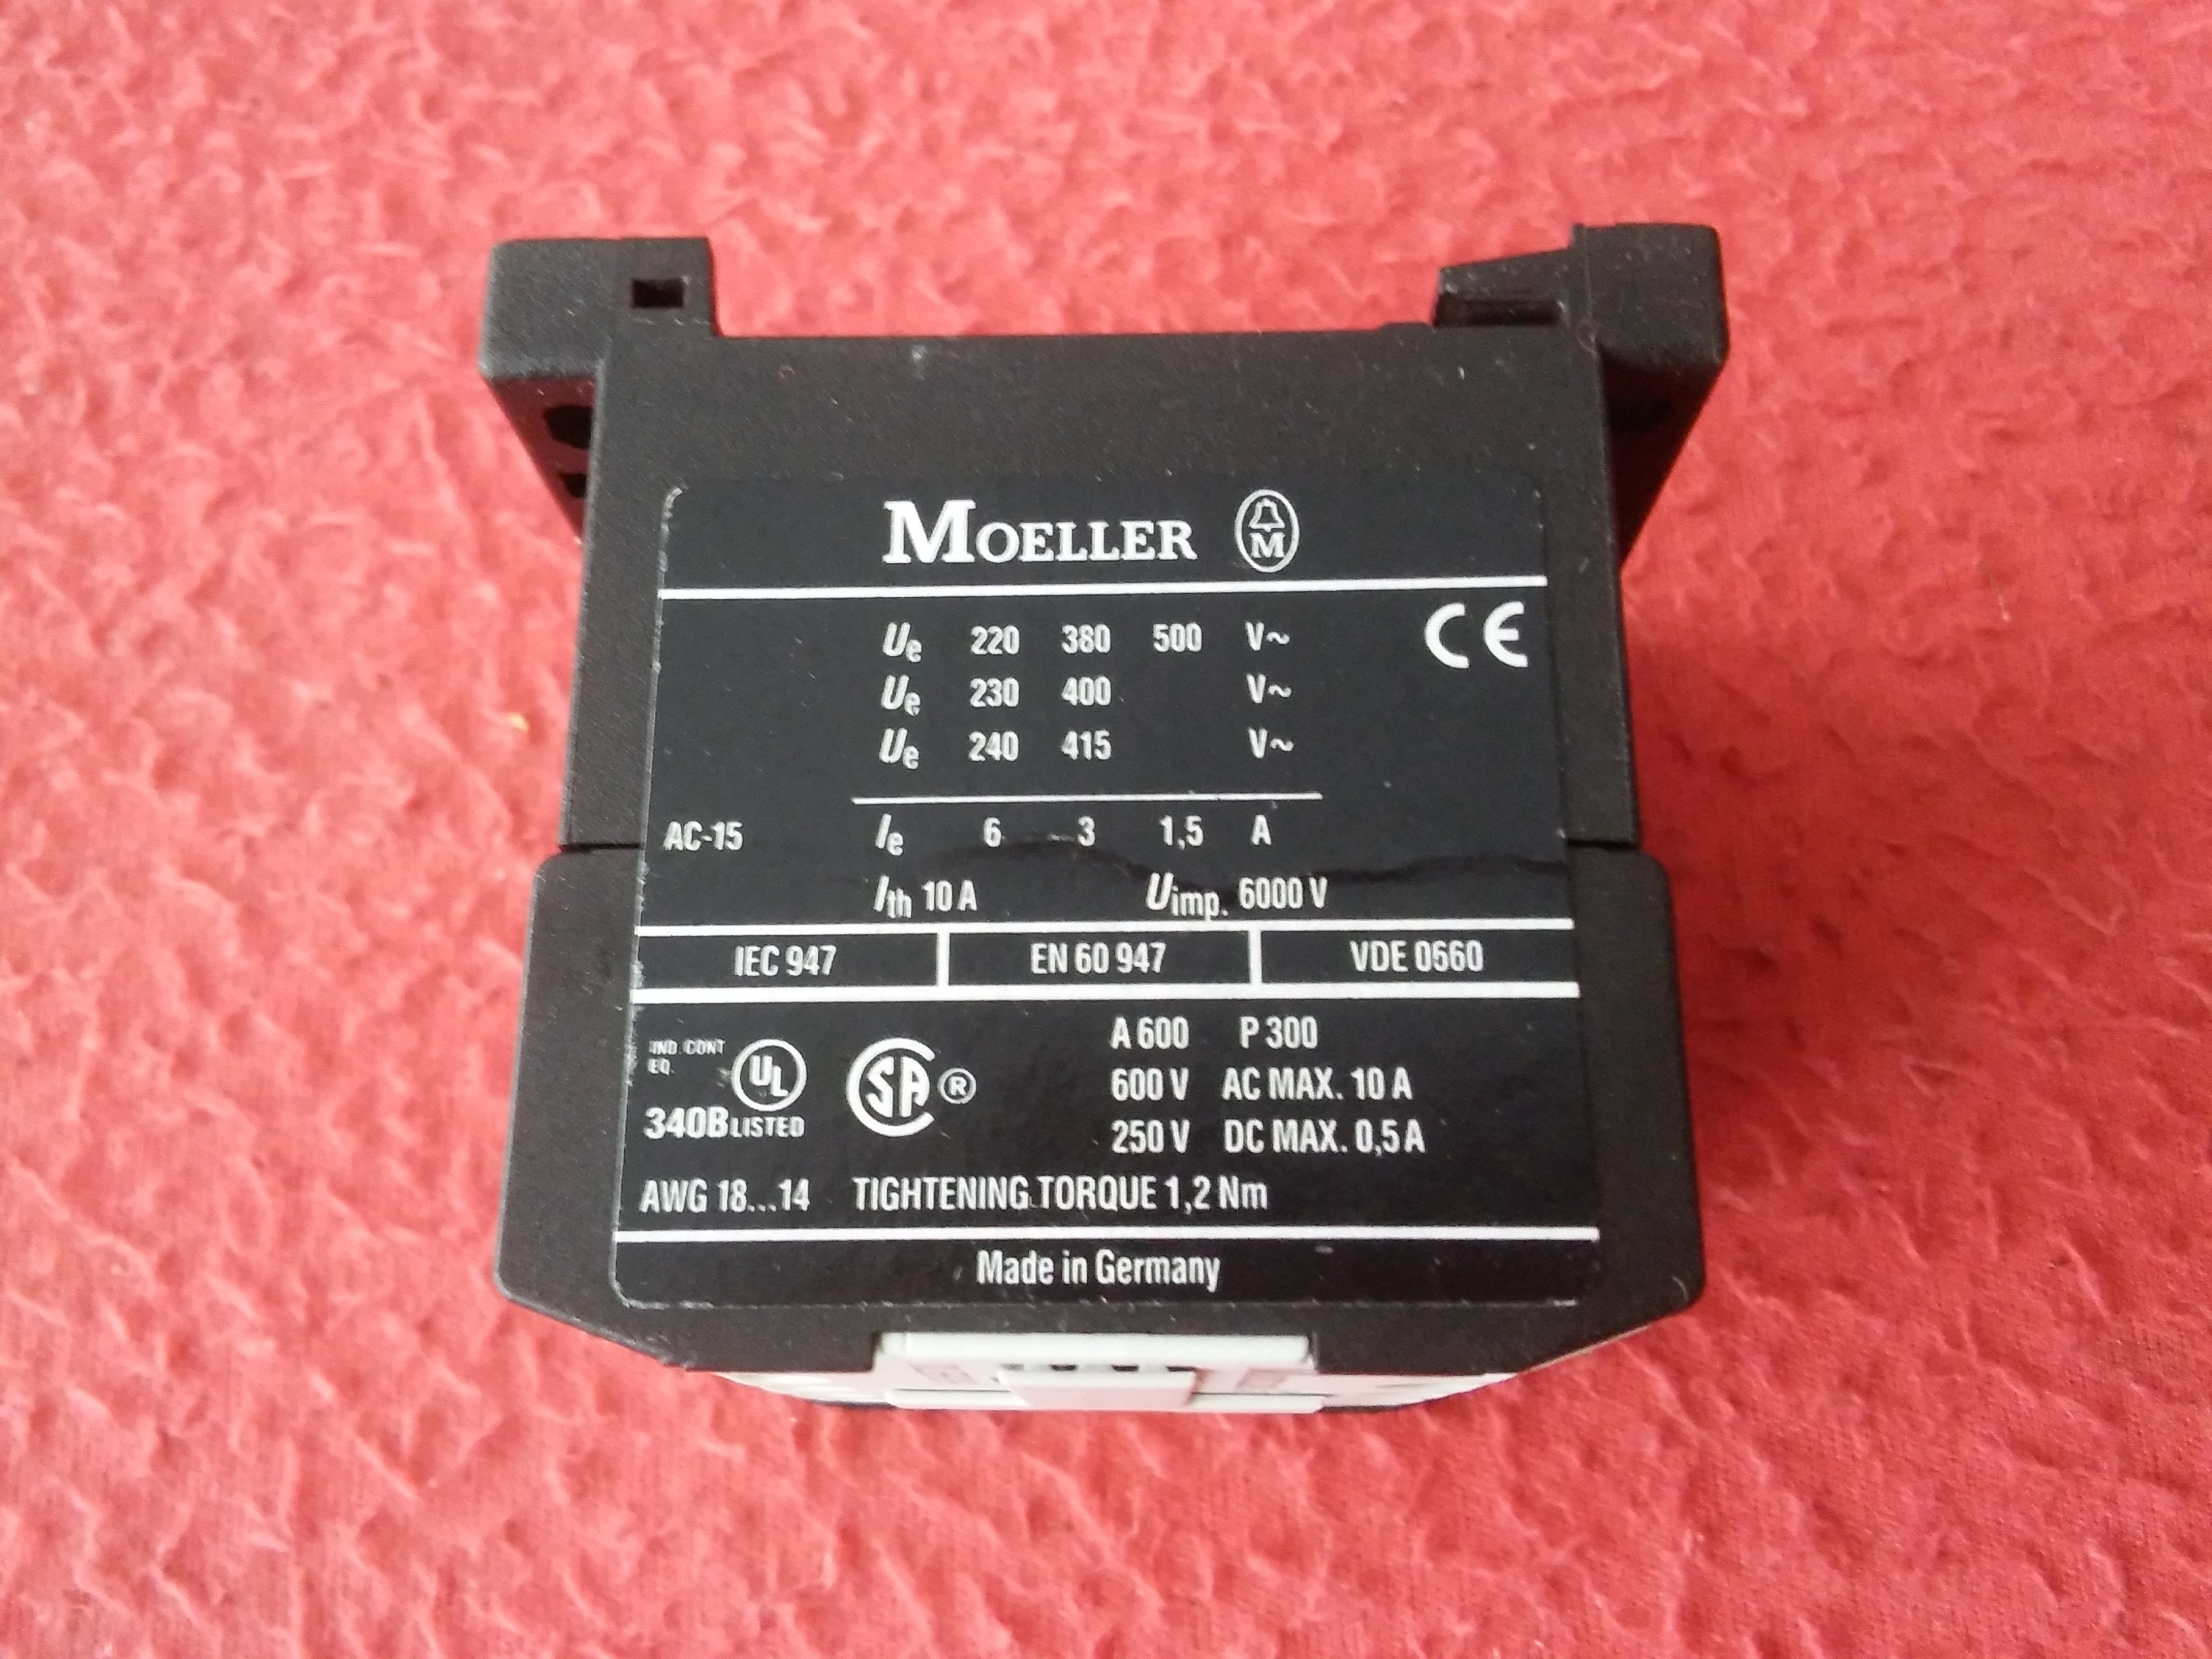 MOELLER M
Ue 220 380 500 V~ CE
Ue 230 400 V~
Ue 240 415 V~
AC-15 Ie 6 3 1,5 A
Ith 10 A Uimp. 6000 V
IEC 947 EN 60 947 VDE 0660
A 600 P 300
IND. CONT
EQ. UL SA ® 600 V AC MAX. 10 A
340B LISTED 250 V DC MAX. 0,5 A
AWG 18...14 TIGHTENING TORQUE 1,2 Nm
Made in Germany